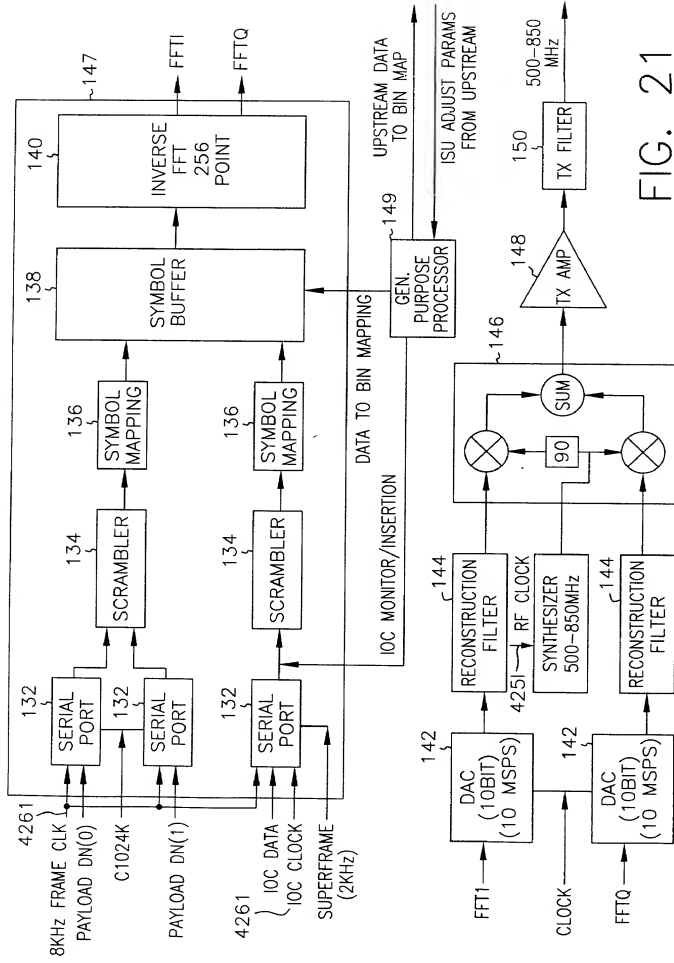 147
140
FFTI
FFTQ
INVERSE
FFT
256
POINT
138
SYMBOL
BUFFER
136
SYMBOL
MAPPING
136
SYMBOL
MAPPING
134
SCRAMBLER
134
SCRAMBLER
132
SERIAL
PORT
132
SERIAL
PORT
132
SERIAL
PORT
4261
8KHz FRAME CLK
PAYLOAD DN(0)
C1024K
PAYLOAD DN(1)
4261
IOC DATA
IOC CLOCK
SUPERFRAME
(2KHz)
DATA TO BIN MAPPING
IOC MONITOR/INSERTION
149
GEN.
PURPOSE
PROCESSOR
UPSTREAM DATA
TO BIN MAP
ISU ADJUST PARAMS
FROM UPSTREAM
FFT1
CLOCK
FFTQ
142
DAC
(10BIT)
(10 MSPS)
142
DAC
(10BIT)
(10 MSPS)
144
RECONSTRUCTION
FILTER
4251
RF CLOCK
SYNTHESIZER
500-850MHz
144
RECONSTRUCTION
FILTER
146
90
SUM
148
TX AMP
150
TX FILTER
500-850
MHz
FIG. 21